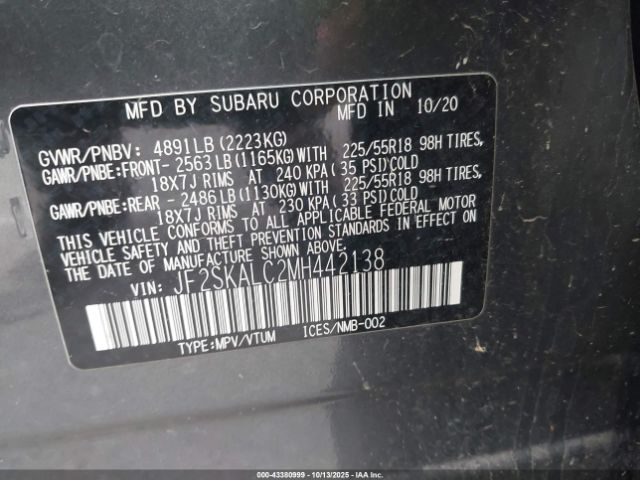 MFD BY SUBARU CORPORATION
MFD IN 10/20
GVWR/PNBV: 4891LB(2223KG)
GAWR/PNBE:FRONT- 2563LB(1165KG)WITH 225/55R18 98H TIRES,
18X7J RIMS AT 240 KPA(35 PSI)COLD
GAWR/PNBE:REAR - 2486LB(1130KG)WITH 225/55R18 98H TIRES,
18X7J RIMS AT 230 KPA(33 PSI)COLD
THIS VEHICLE CONFORMS TO ALL APPLICABLE FEDERAL MOTOR
VEHICLE SAFETY AND THEFT PREVENTION STANDARDS IN EFFECT ON
THE DATE OF MANUFACTURE SHOWN ABOVE.
VIN: JF2SKALC2MH442138
TYPE:MPV/VTUM ICES/NMB-002
000-43380999 - 10/13/2025 - IAA Inc.